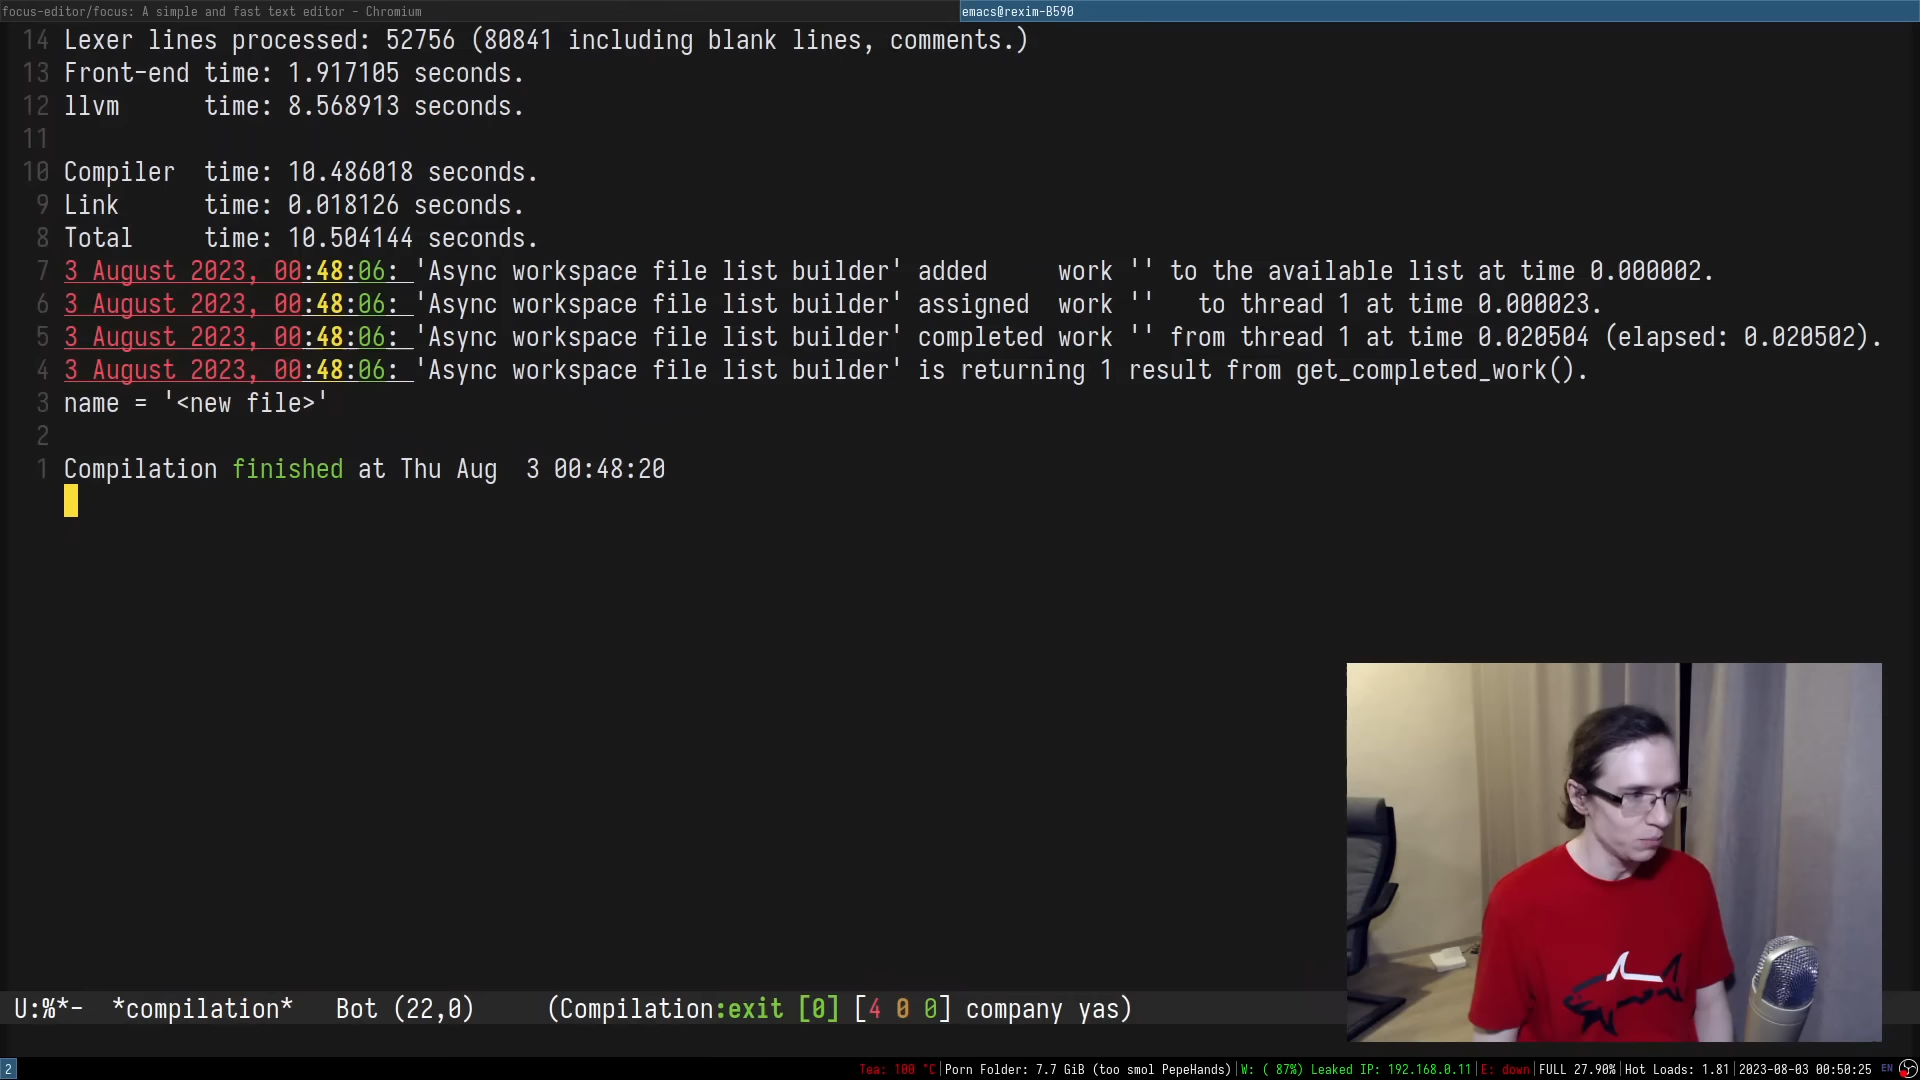 focus-editor/focus: A simple and fast text editor - Chromium
emacs@rexim-B590
14 Lexer lines processed: 52756 (80841 including blank lines, comments.)
13 Front-end time: 1.917105 seconds.
12 llvm      time: 8.568913 seconds.
11
10 Compiler  time: 10.486018 seconds.
9 Link      time: 0.018126 seconds.
8 Total     time: 10.504144 seconds.
7 3 August 2023, 00:48:06: 'Async workspace file list builder' added     work '' to the available list at time 0.000002.
6 3 August 2023, 00:48:06: 'Async workspace file list builder' assigned  work ''   to thread 1 at time 0.000023.
5 3 August 2023, 00:48:06: 'Async workspace file list builder' completed work '' from thread 1 at time 0.020504 (elapsed: 0.020502).
4 3 August 2023, 00:48:06: 'Async workspace file list builder' is returning 1 result from get_completed_work().
3 name = '<new file>'
2
1 Compilation finished at Thu Aug  3 00:48:20
U:%*-  *compilation*   Bot (22,0)     (Compilation:exit [0] [4 0 0] company yas)
2
Tea: 100 °C|Porn Folder: 7.7 GiB (too smol PepeHands)|W: ( 87%) Leaked IP: 192.168.0.11|E: down|FULL 27.90%|Hot Loads: 1.81|2023-08-03 00:50:25 EN